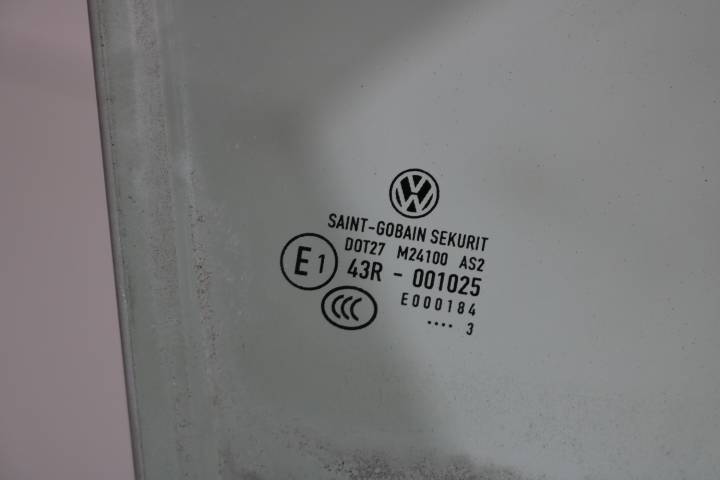 SAINT-GOBAIN SEKURIT
DOT27 M24100 AS2
E1 43R - 001025
CCC E000184
.... 3